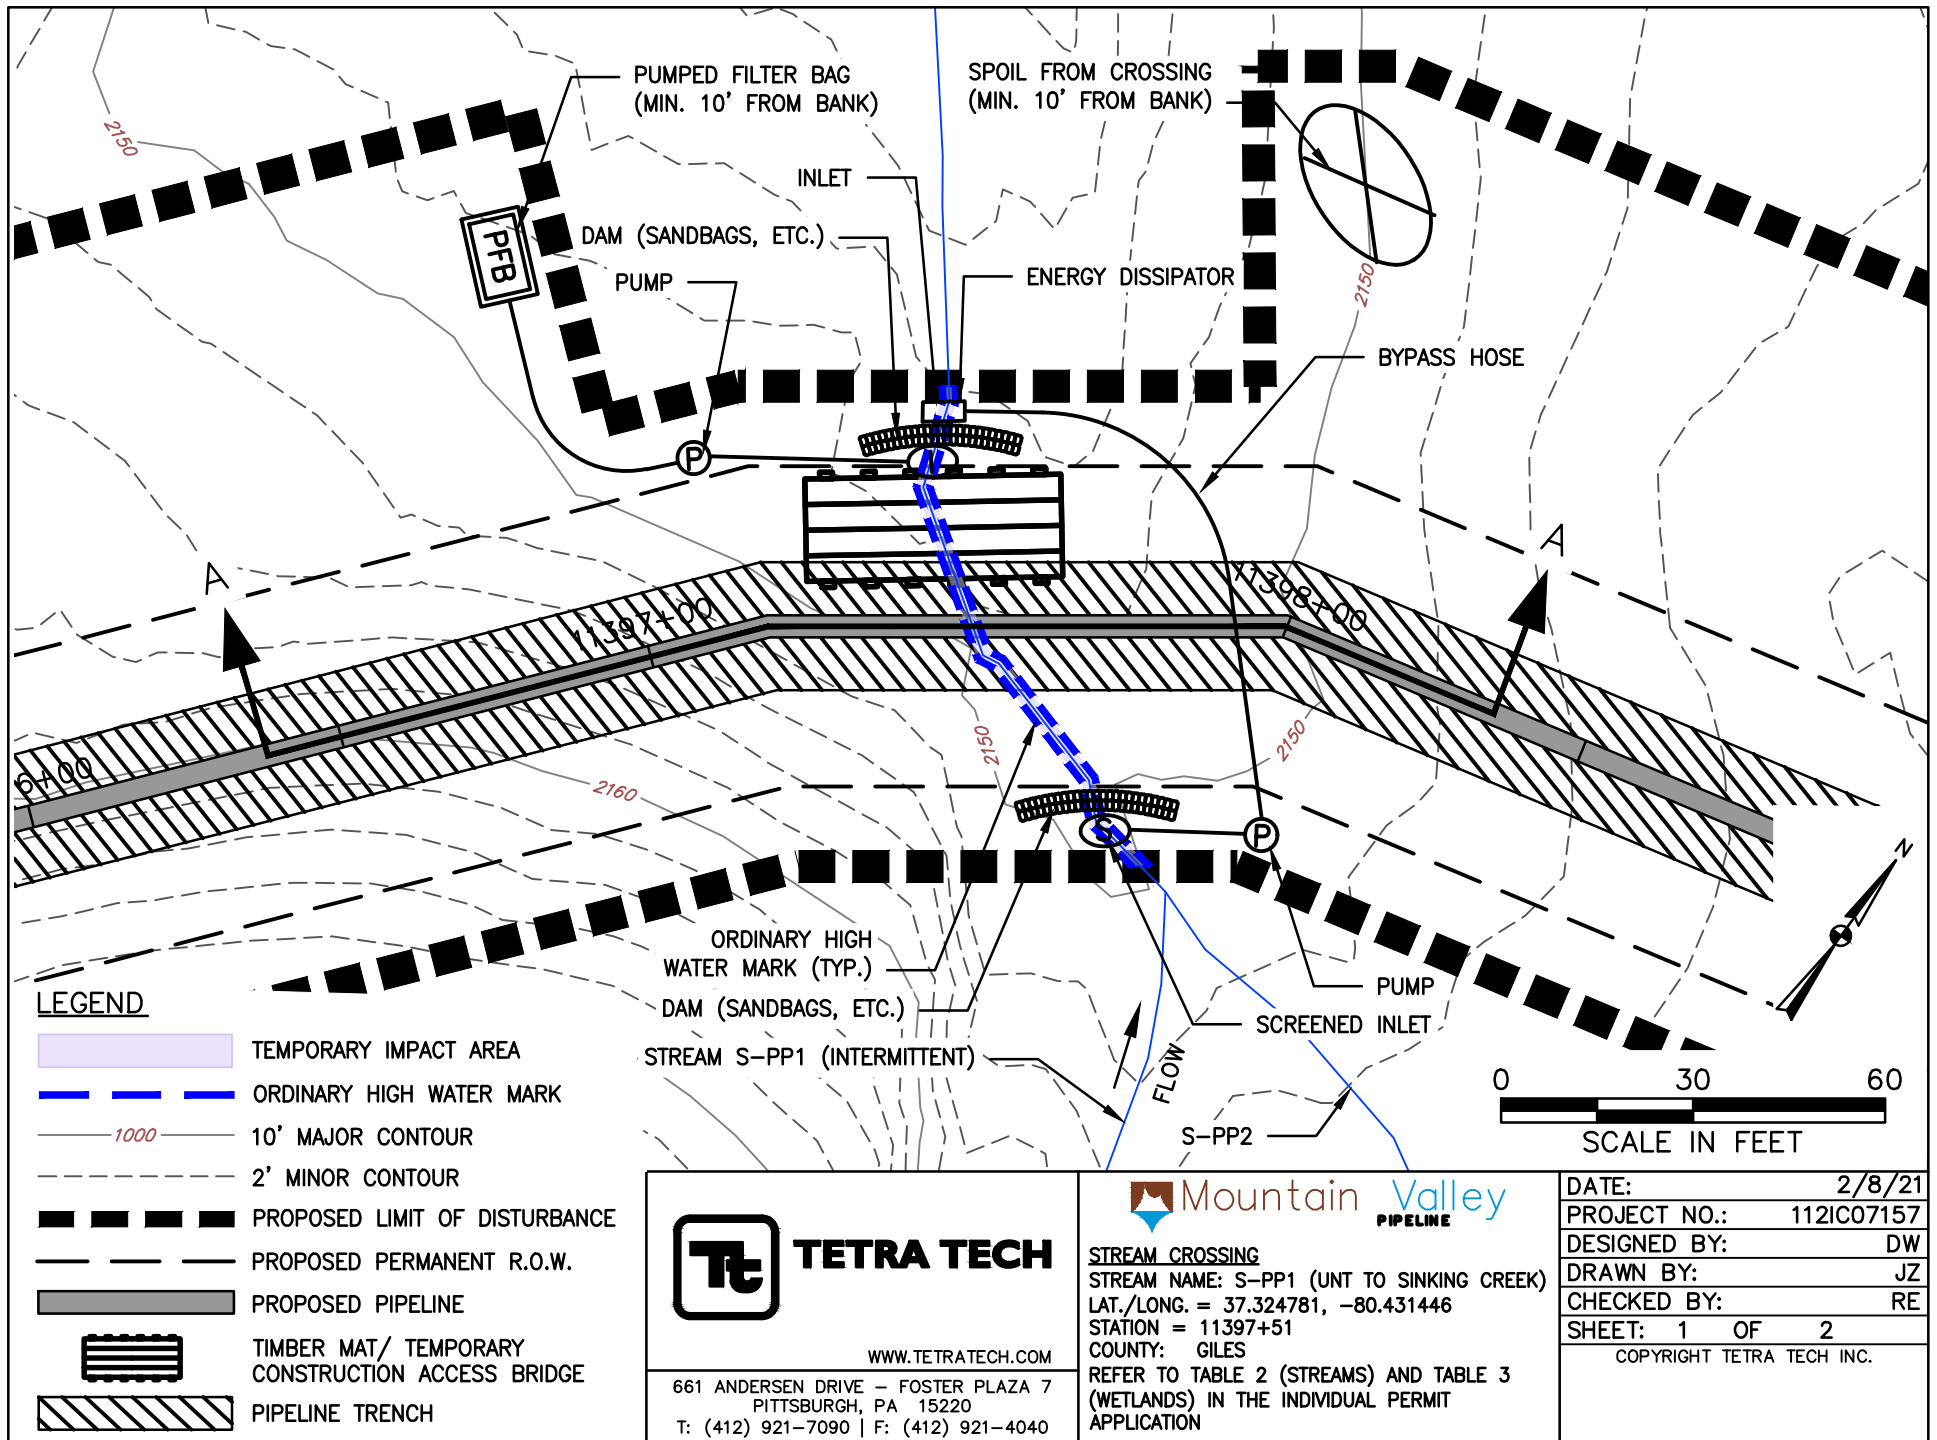 PUMPED FILTER BAG
(MIN. 10' FROM BANK)
SPOIL FROM CROSSING
(MIN. 10' FROM BANK)
2150
INLET
PFB
DAM (SANDBAGS, ETC.)
PUMP
ENERGY DISSIPATOR
2150
BYPASS HOSE
P
I
A
A
11397+00
11398+00
6+00
2150
2150
2160
S
P
N
ORDINARY HIGH
WATER MARK (TYP.)
DAM (SANDBAGS, ETC.)
PUMP
SCREENED INLET
STREAM S-PP1 (INTERMITTENT)
FLOW
S-PP2
0 30 60
SCALE IN FEET
LEGEND
TEMPORARY IMPACT AREA
ORDINARY HIGH WATER MARK
1000
10' MAJOR CONTOUR
2' MINOR CONTOUR
PROPOSED LIMIT OF DISTURBANCE
PROPOSED PERMANENT R.O.W.
PROPOSED PIPELINE
TIMBER MAT/ TEMPORARY
CONSTRUCTION ACCESS BRIDGE
PIPELINE TRENCH
Tt TETRA TECH
WWW.TETRATECH.COM
661 ANDERSEN DRIVE – FOSTER PLAZA 7
PITTSBURGH, PA 15220
T: (412) 921-7090 | F: (412) 921-4040
Mountain Valley
PIPELINE
STREAM CROSSING
STREAM NAME: S-PP1 (UNT TO SINKING CREEK)
LAT./LONG. = 37.324781, -80.431446
STATION = 11397+51
COUNTY: GILES
REFER TO TABLE 2 (STREAMS) AND TABLE 3
(WETLANDS) IN THE INDIVIDUAL PERMIT
APPLICATION
DATE: 2/8/21
PROJECT NO.: 112IC07157
DESIGNED BY: DW
DRAWN BY: JZ
CHECKED BY: RE
SHEET: 1 OF 2
COPYRIGHT TETRA TECH INC.